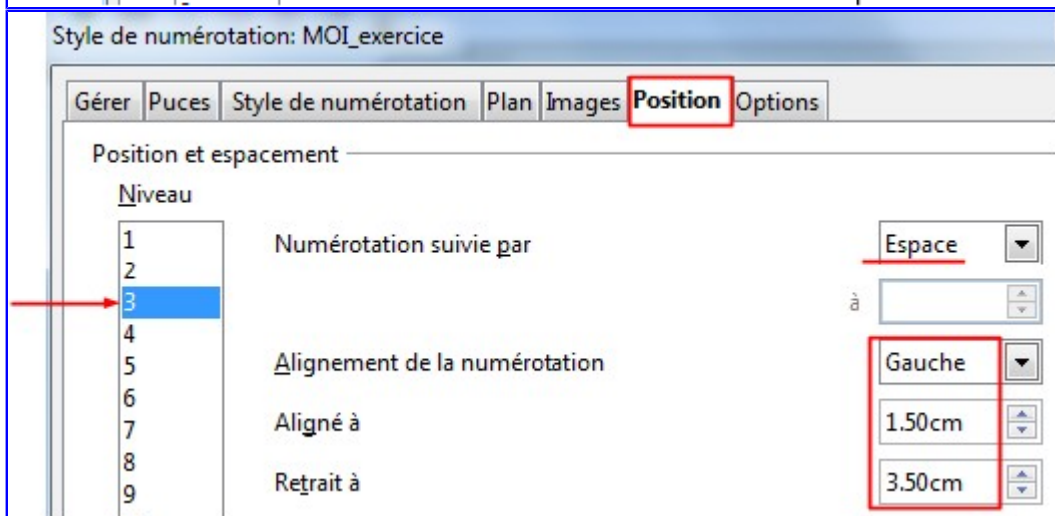 Style de numérotation: MOI_exercice
Gérer Puces Style de numérotation Plan Images Position Options
Position et espacement
Niveau
1 Numérotation suivie par Espace
2
3 à
4
5 Alignement de la numérotation Gauche
6
7 Aligné à 1.50cm
8
9 Retrait à 3.50cm